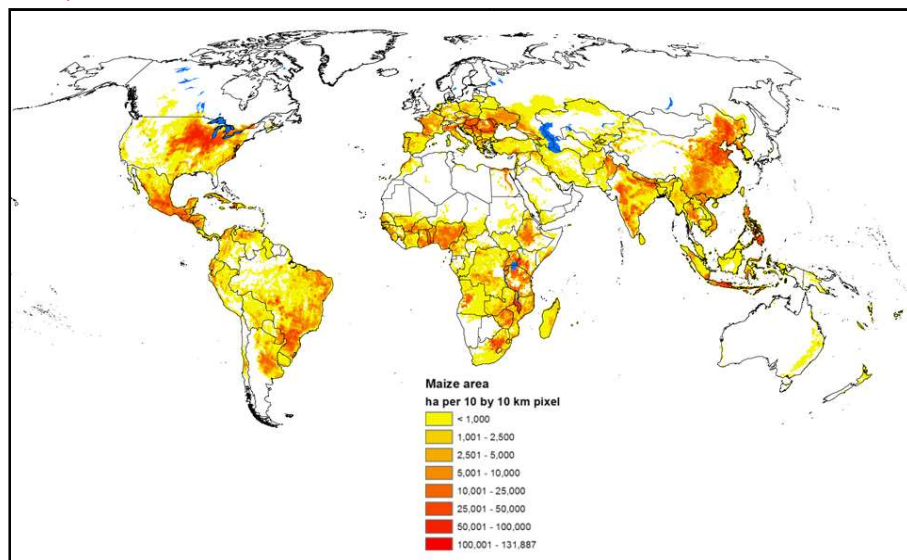 Maize area
ha per 10 by 10 km pixel
< 1,000
1,001 - 2,500
2,501 - 5,000
5,001 - 10,000
10,001 - 25,000
25,001 - 50,000
50,001 - 100,000
100,001 - 131,887